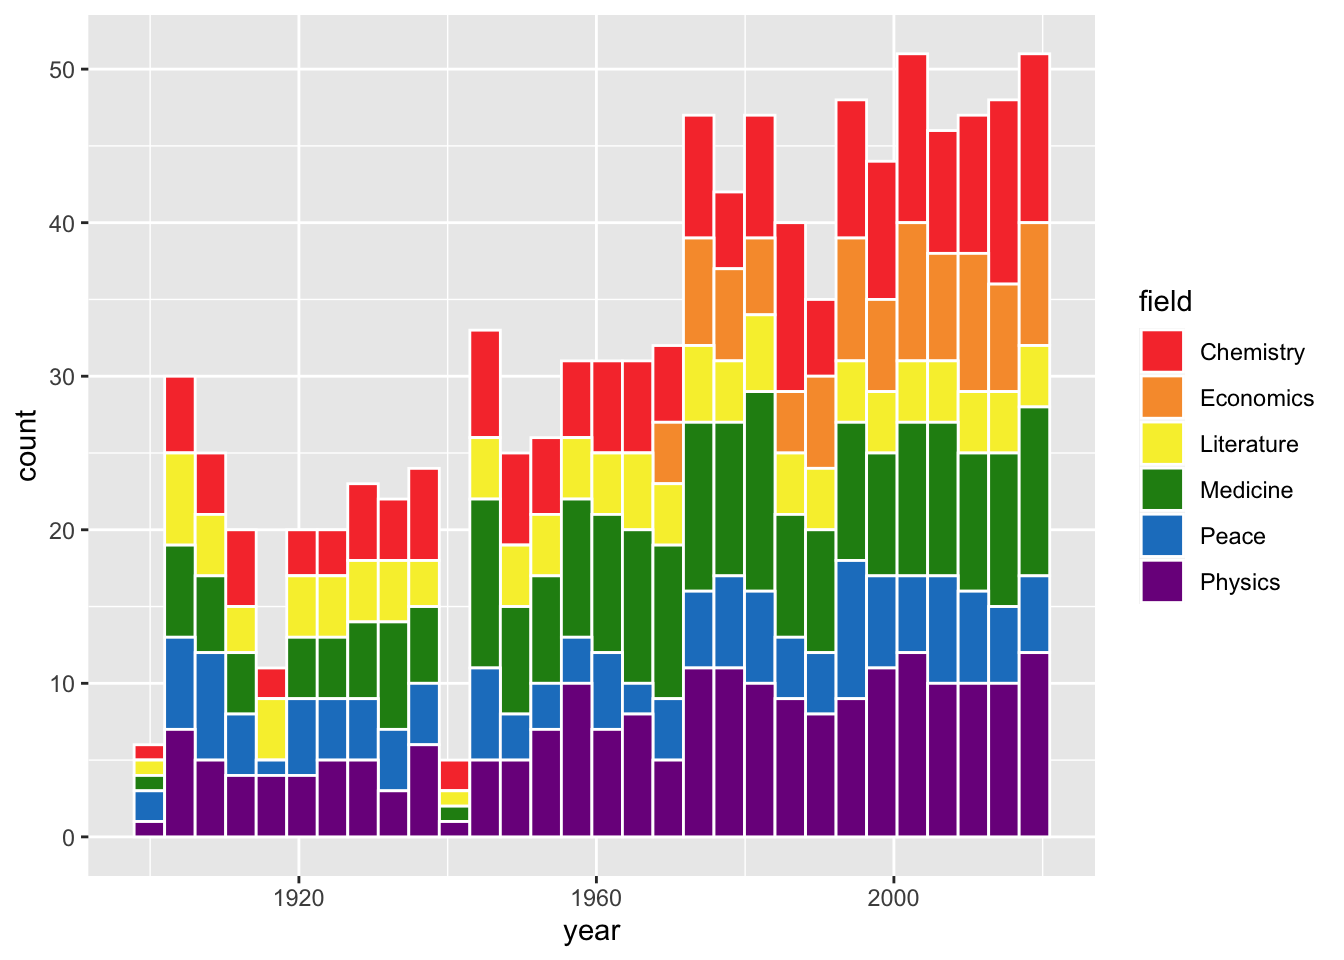 50
40
30
20
10
0
count
1920
1960
2000
year
field
Chemistry
Economics
Literature
Medicine
Peace
Physics